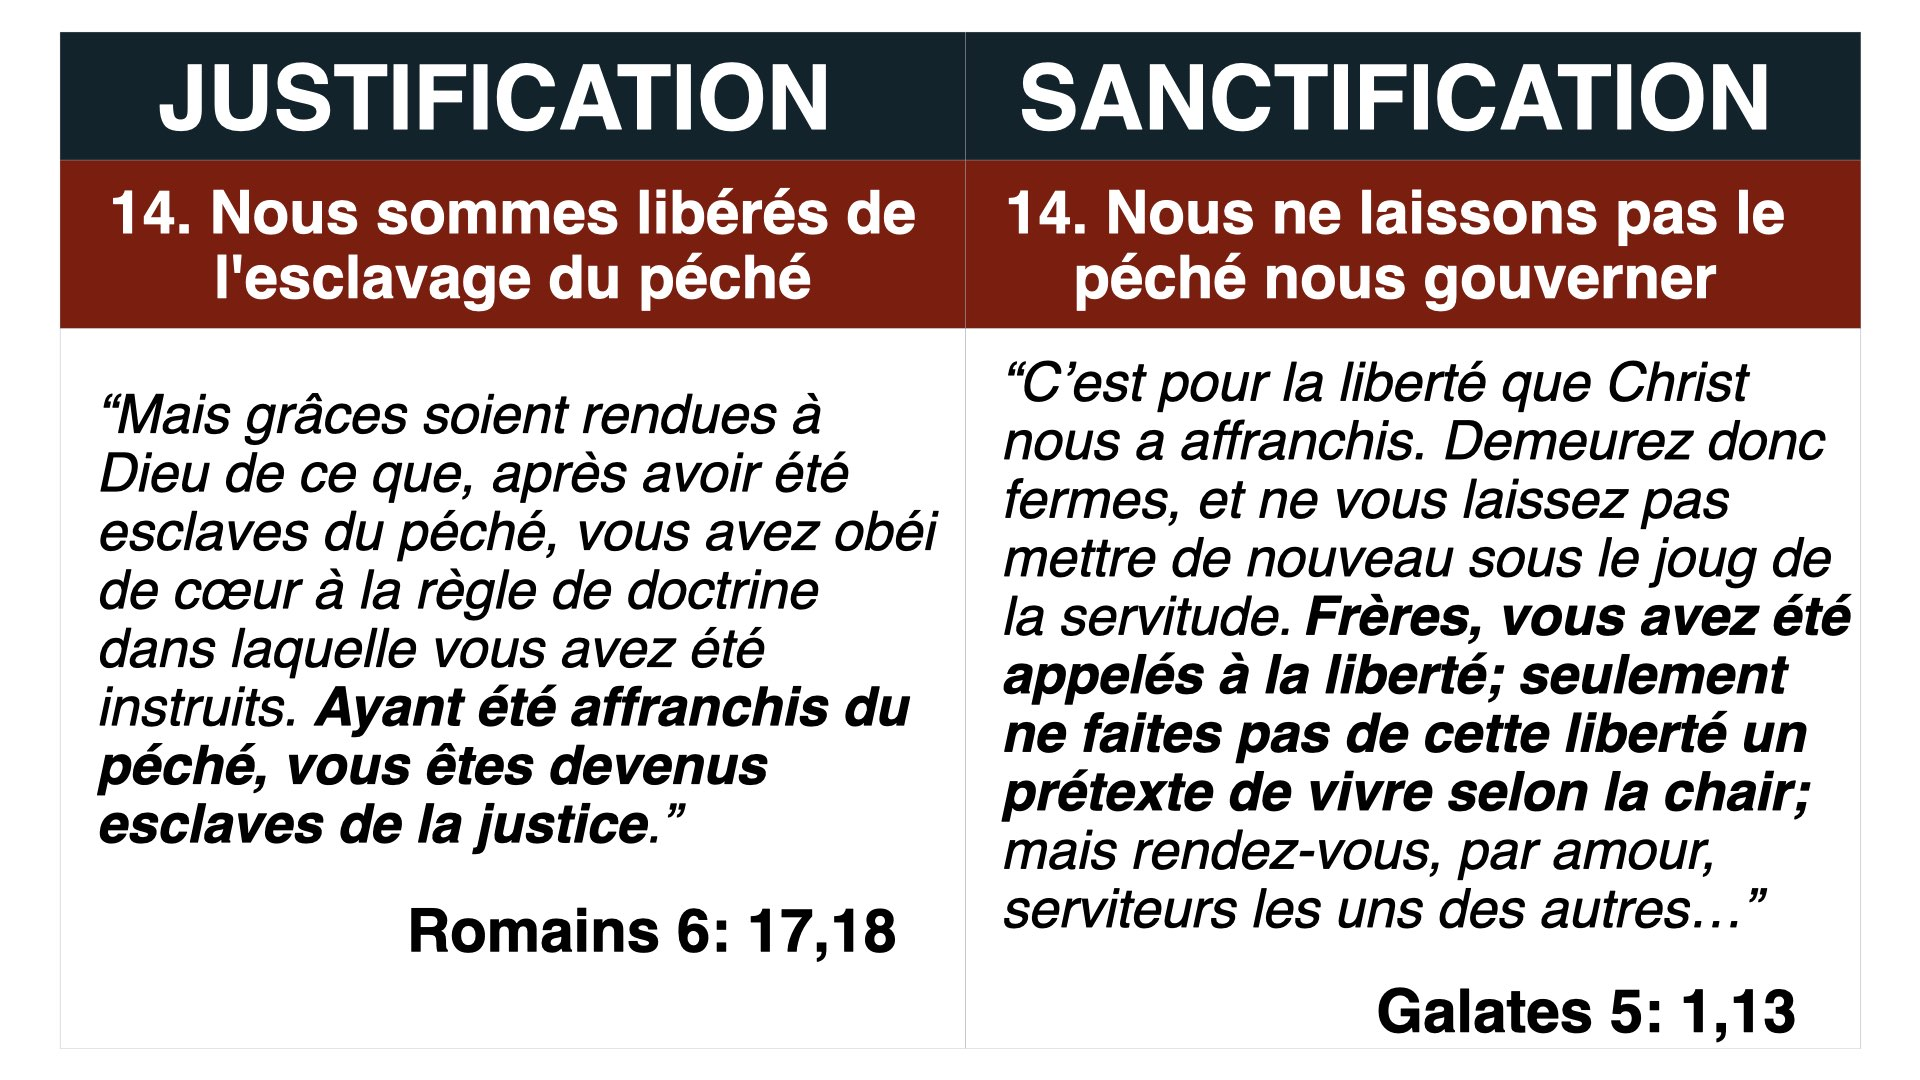 JUSTIFICATION
14. Nous sommes libérés de
l'esclavage du péché
“Mais grâces soient rendues à
Dieu de ce que, après avoir été
esclaves du péché, vous avez obéi
de cœur à la règle de doctrine
dans laquelle vous avez été
instruits. Ayant été affranchis du
péché, vous êtes devenus
esclaves de la justice.”
Romains 6: 17,18
SANCTIFICATION
14. Nous ne laissons pas le
péché nous gouverner
“C’est pour la liberté que Christ
nous a affranchis. Demeurez donc
fermes, et ne vous laissez pas
mettre de nouveau sous le joug de
la servitude. Frères, vous avez été
appelés à la liberté; seulement
ne faites pas de cette liberté un
prétexte de vivre selon la chair;
mais rendez-vous, par amour,
serviteurs les uns des autres…”
Galates 5: 1,13